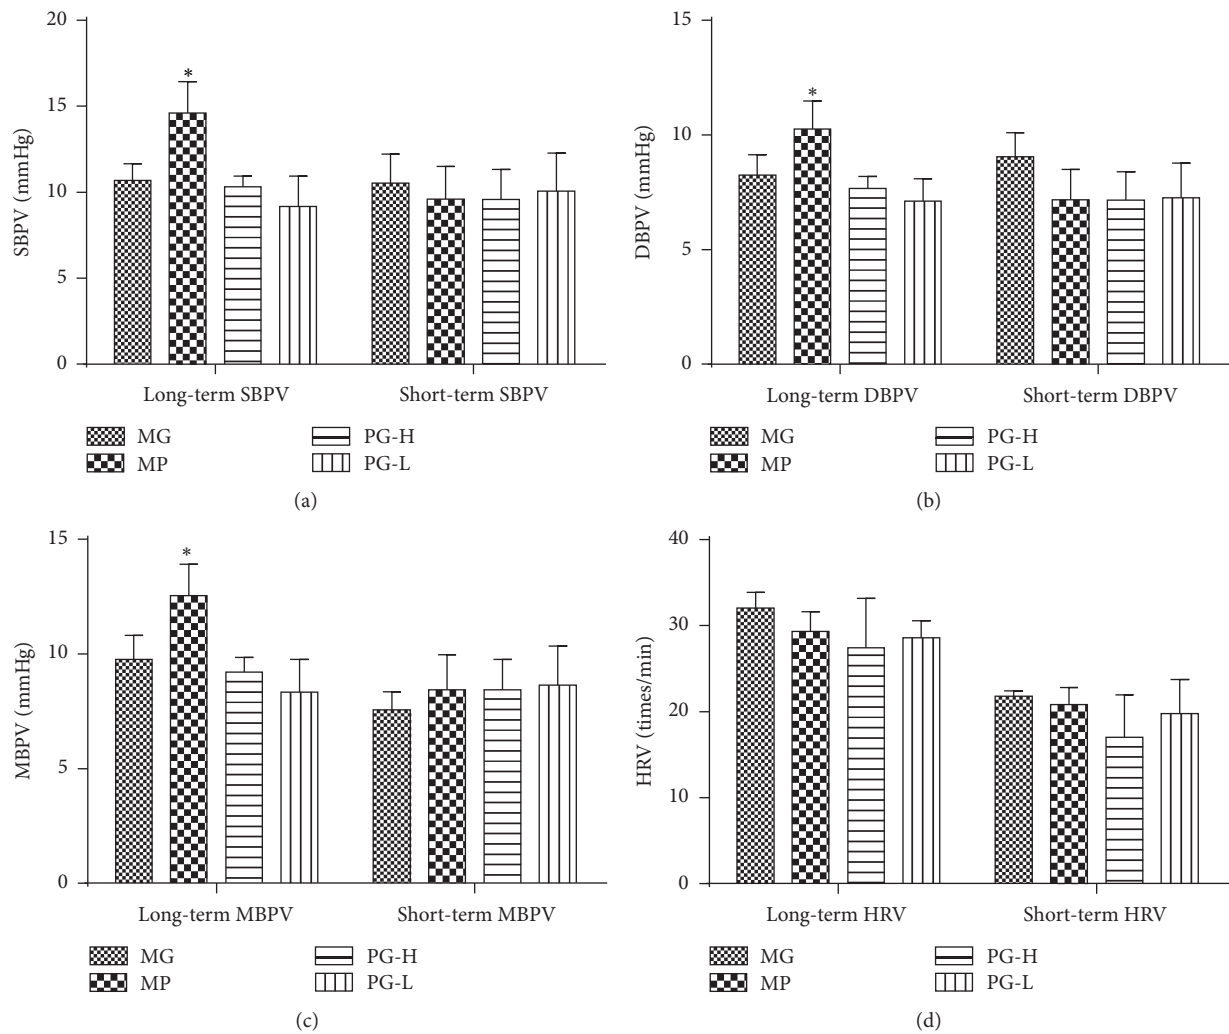 SBPV (mmHg)
20
15
10
5
0
*
Long-term SBPV Short-term SBPV
MG PG-H
MP PG-L
(a)
DBPV (mmHg)
15
10
5
0
*
Long-term DBPV Short-term DBPV
MG PG-H
MP PG-L
(b)
MBPV (mmHg)
15
10
5
0
*
Long-term MBPV Short-term MBPV
MG PG-H
MP PG-L
(c)
HRV (times/min)
40
30
20
10
0
Long-term HRV Short-term HRV
MG PG-H
MP PG-L
(d)